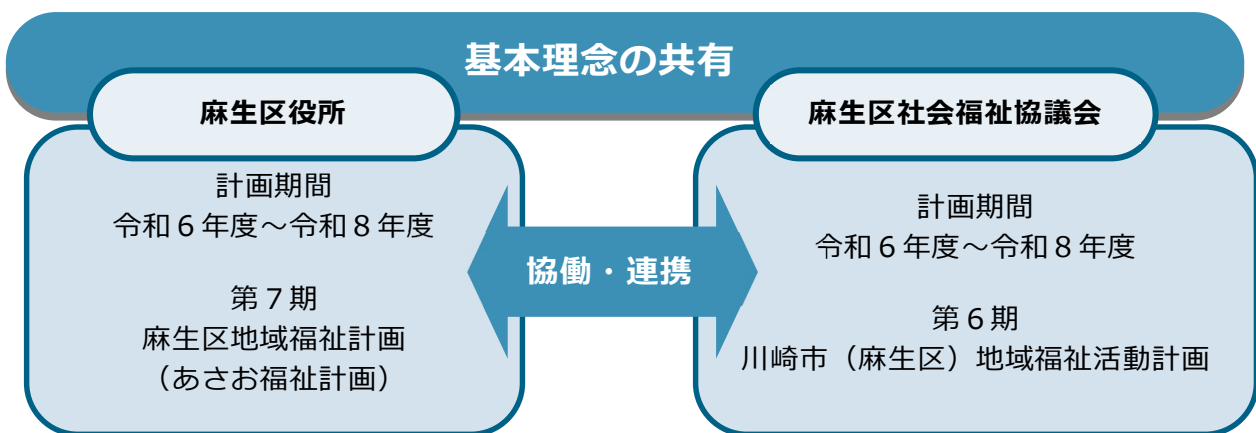 基本理念の共有
麻生区役所
計画期間
令和６年度～令和８年度
第７期
麻生区地域福祉計画
（あさお福祉計画）
協働・連携
麻生区社会福祉協議会
計画期間
令和６年度～令和８年度
第６期
川崎市（麻生区）地域福祉活動計画